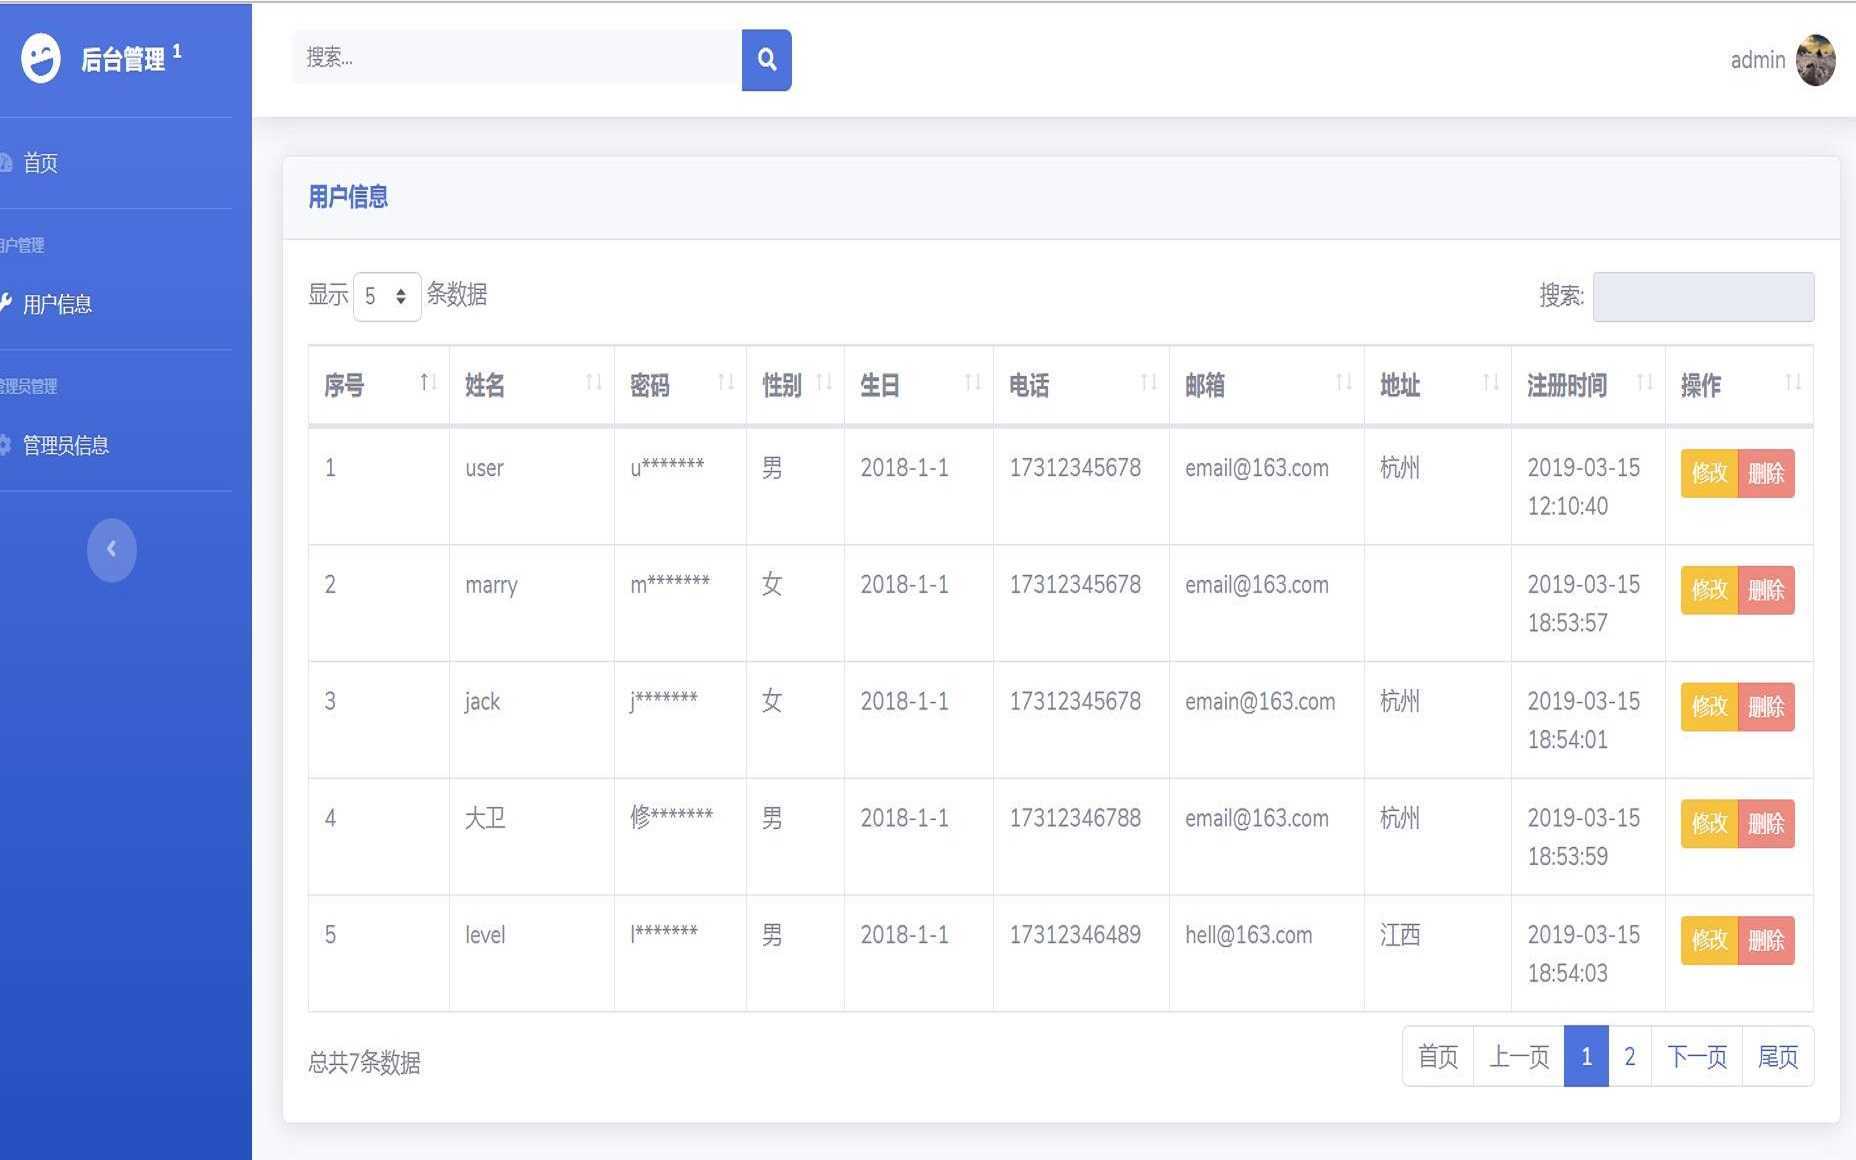 后台管理 1
搜索...
admin
首页
用户管理
用户信息
管理员管理
管理员信息
用户信息
显示 5 条数据
搜索:
序号 姓名 密码 性别 生日 电话 邮箱 地址 注册时间 操作
1 user u******* 男 2018-1-1 17312345678 email@163.com 杭州 2019-03-15 修改 删除
12:10:40
2 marry m******* 女 2018-1-1 17312345678 email@163.com 2019-03-15 修改 删除
18:53:57
3 jack j******* 女 2018-1-1 17312345678 emain@163.com 杭州 2019-03-15 修改 删除
18:54:01
4 大卫 修******* 男 2018-1-1 17312346788 email@163.com 杭州 2019-03-15 修改 删除
18:53:59
5 level l******* 男 2018-1-1 17312346489 hell@163.com 江西 2019-03-15 修改 删除
18:54:03
总共7条数据
首页 上一页 1 2 下一页 尾页